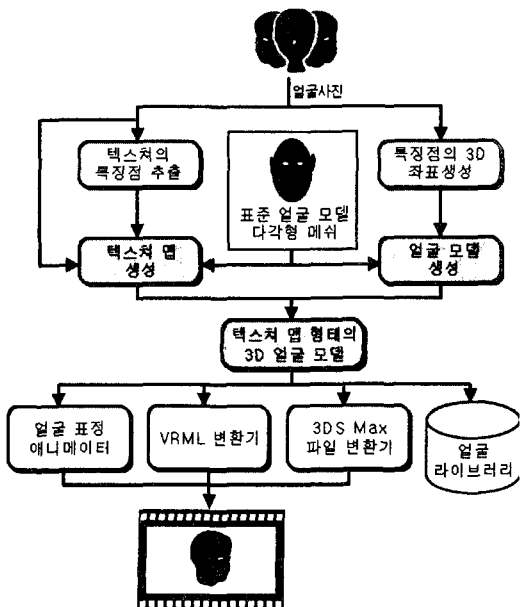 얼굴사진
텍스쳐의
특징점 추출
특징점의 3D
좌표생성
표준 얼굴 모델
다각형 메쉬
텍스쳐 맵
생성
얼굴 모델
생성
텍스쳐 맵 형태의
3D 얼굴 모델
얼굴 표정
애니메이터
VRML 변환기
3DS Max
파일 변환기
얼굴
라이브러리